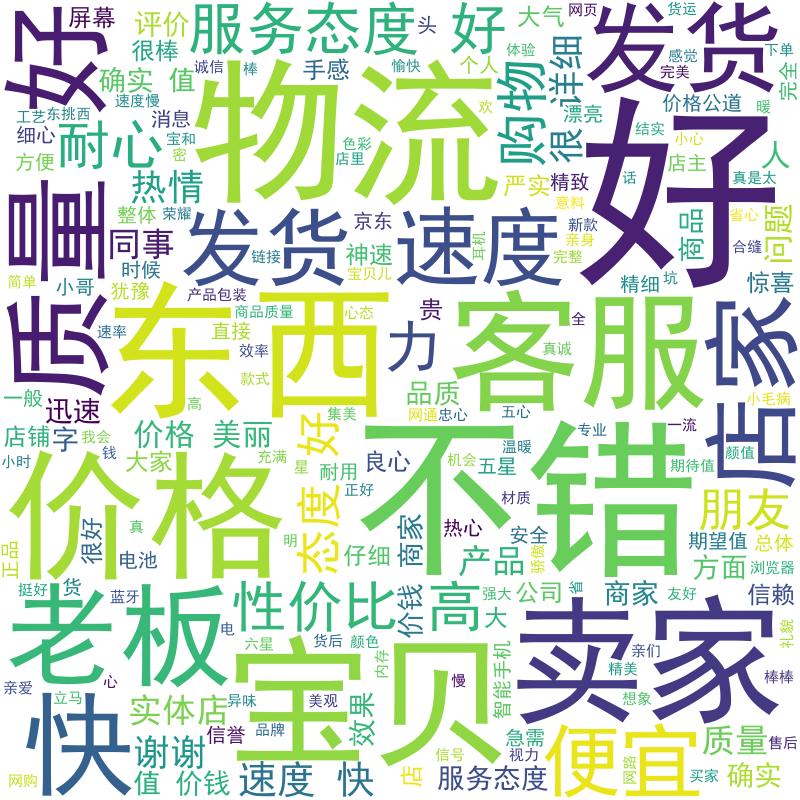 好
屏幕
评价
服务态度
头
好
大气
网页
货运
很棒
确实 值
诚信
棒
手感
愉快
个人
体验
发货
感觉
下单
完美
完全
工艺
东挑西
速度慢
细心
消息
物流
欢
购物
很 详细
漂亮
价格公道
暖
方便
耐心
宝和
密
色彩
店里
好
结实
小心
店主
人
热情
严实
精致
话
真是太
质量
整体
荣耀
意料
省心
同事
发货 速度
京东
神速
链接
宝贝儿
耳机
新款
亲身
完整
商品
合缝
问题
简单
小哥
时候
犹豫
产品包装
精细
坑
惊喜
东西
商品质量
心态
贵
客服
全
店家
速率
直接
效率
力
真诚
款式
品质
一般
迅速
高
集美
网通
忠心
五心
小毛病
店铺
字
我会
价格 美丽
好
态度
不错
温暖
专业
一流
小时
钱
大家
充满
星
耐用
良心
机会
五星
期待值
颜值
价格
正好
材质
朋友
正品
很好
真
明
热心
安全
期望值
总体
电池
仔细
商家
产品
骄傲
方面
浏览器
挺好
货
蓝牙
老板
性价比 高
价钱
强大
大
公司
省
商家
友好
信赖
电
六星
货后
颜色
内存
卖家
礼貌
亲爱
心
立马
实体店
异味
宝贝
美观
效果
慢
智能手机
亲们
精美
棒棒
想象
快
谢谢
信誉
品牌
急需
便宜
质量
售后
网购
值 价钱
速度 快
店
信号
视力
服务态度
网路
买家
确实